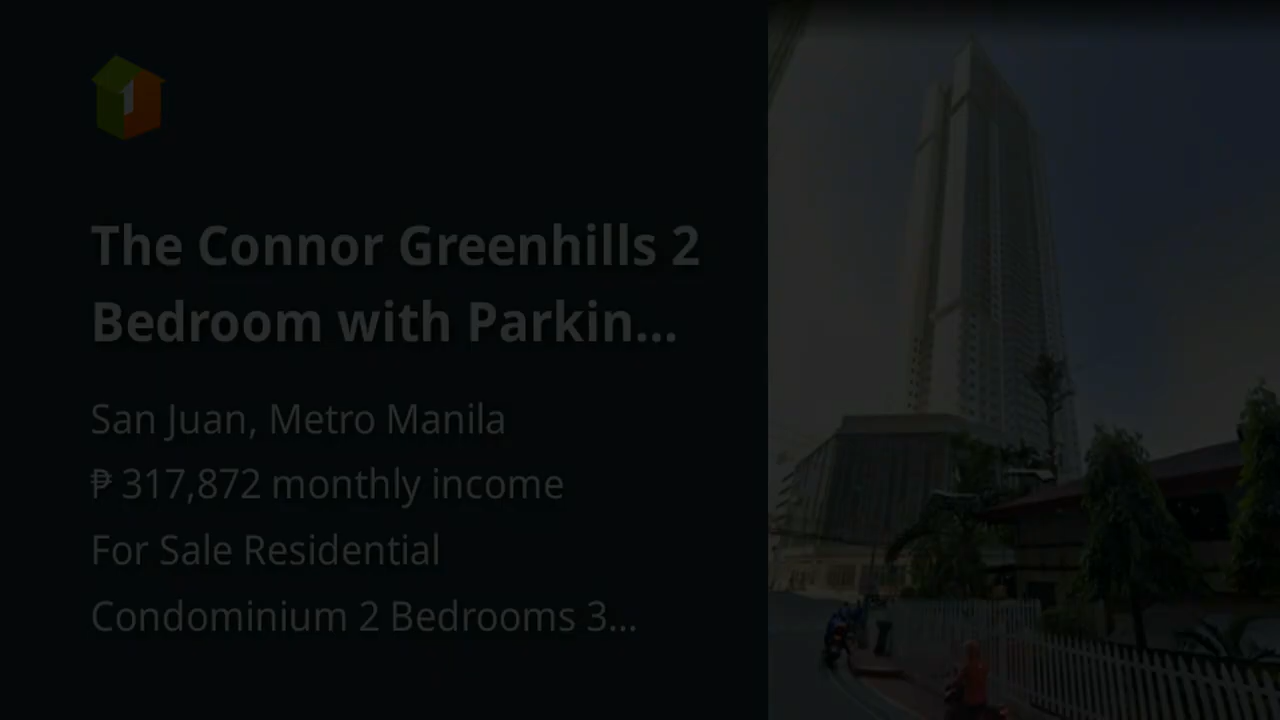 The Connor Greenhills 2
Bedroom with Parkin...
San Juan, Metro Manila
₱ 317,872 monthly income
For Sale Residential
Condominium 2 Bedrooms 3...